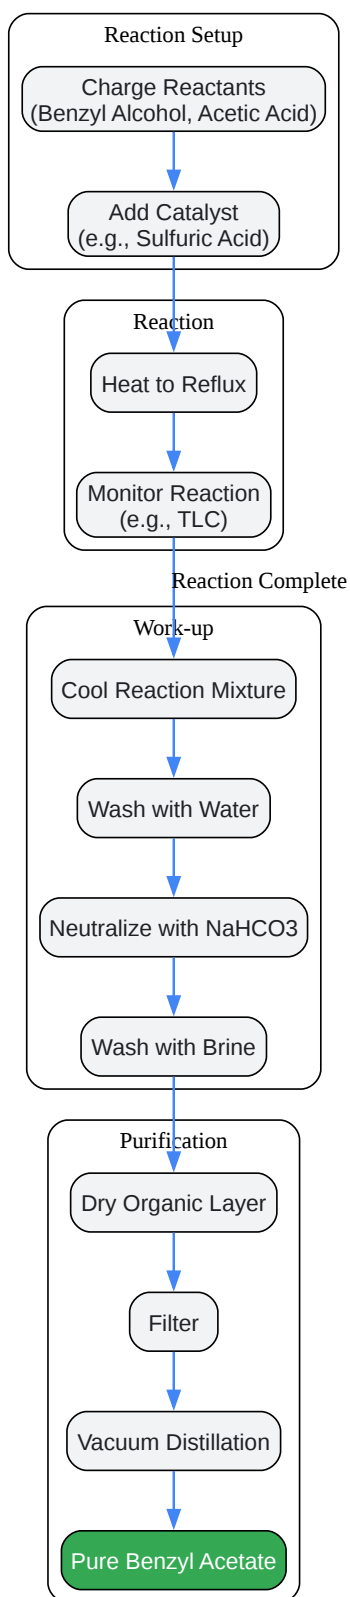 Reaction Setup
Charge Reactants
(Benzyl Alcohol, Acetic Acid)
Add Catalyst
(e.g., Sulfuric Acid)
Reaction
Heat to Reflux
Monitor Reaction
(e.g., TLC)
Reaction Complete
Work-up
Cool Reaction Mixture
Wash with Water
Neutralize with NaHCO3
Wash with Brine
Purification
Dry Organic Layer
Filter
Vacuum Distillation
Pure Benzyl Acetate